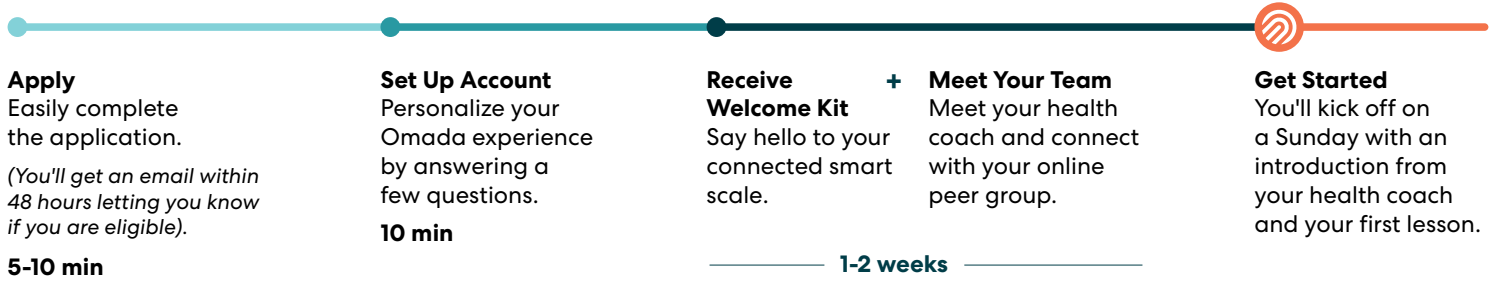 Apply
Easily complete
the application.
(You'll get an email within
48 hours letting you know
if you are eligible).
5-10 min
Set Up Account
Personalize your
Omada experience
by answering a
few questions.
10 min
Receive
Welcome Kit
Say hello to your
connected smart
scale.
+
Meet Your Team
Meet your health
coach and connect
with your online
peer group.
1-2 weeks
Get Started
You'll kick off on
a Sunday with an
introduction from
your health coach
and your first lesson.